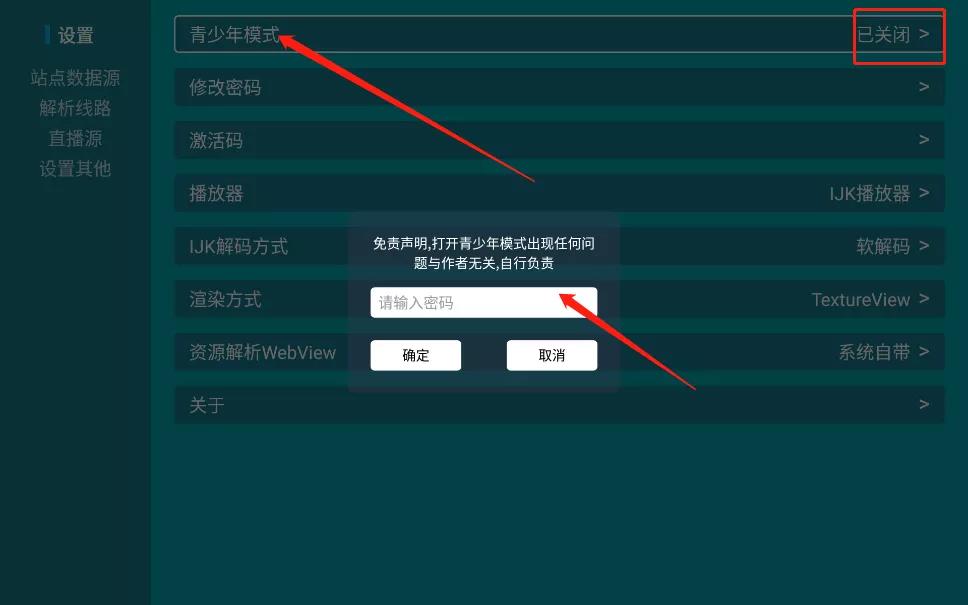 设置
站点数据源
解析线路
直播源
设置其他
青少年模式 已关闭 >
修改密码 >
激活码 >
播放器 IJK播放器 >
IJK解码方式 软解码 >
渲染方式 TextureView >
资源解析WebView 系统自带 >
关于 >
免责声明,打开青少年模式出现任何问
题与作者无关,自行负责
请输入密码
确定 取消